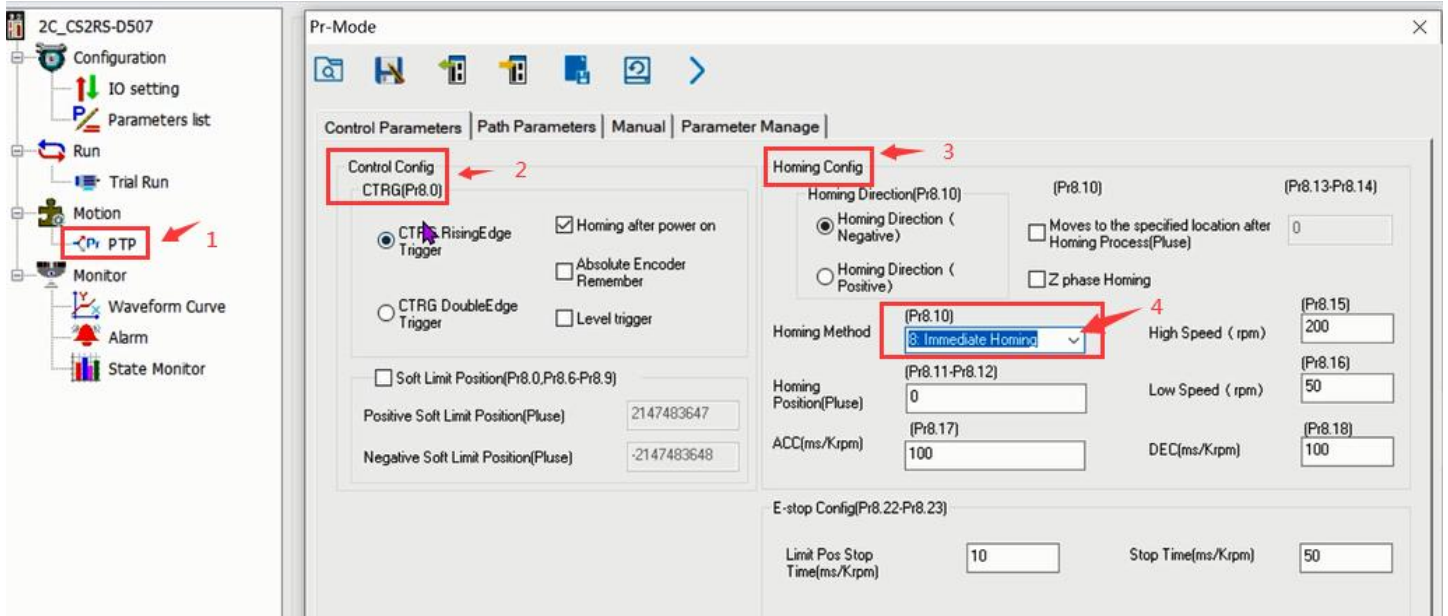 2C_CS2RS-D507
Configuration
IO setting
Parameters list
Run
Trial Run
Motion
Pr PTP
1
Monitor
Waveform Curve
Alarm
State Monitor
Pr-Mode
Control Parameters
Path Parameters
Manual
Parameter Manage
Control Config
2
CTRG(Pr8.0)
CTRG RisingEdge
Trigger
Homing after power on
Absolute Encoder
Remember
CTRG DoubleEdge
Trigger
Level trigger
Soft Limit Position(Pr8.0,Pr8.6-Pr8.9)
Positive Soft Limit Position(Pluse)
2147483647
Negative Soft Limit Position(Pluse)
-2147483648
Homing Config
3
Homing Direction(Pr8.10)
Homing Direction (
Negative)
Homing Direction (
Positive)
(Pr8.10)
(Pr8.13-Pr8.14)
Moves to the specified location after
Homing Process(Pluse)
0
Z phase Homing
4
Homing Method
(Pr8.10)
8: Immediate Homing
High Speed (rpm)
(Pr8.15)
200
Homing
Position(Pluse)
(Pr8.11-Pr8.12)
0
Low Speed (rpm)
(Pr8.16)
50
ACC(ms/Krpm)
(Pr8.17)
100
DEC(ms/Krpm)
(Pr8.18)
100
E-stop Config(Pr8.22-Pr8.23)
Limit Pos Stop
Time(ms/Krpm)
10
Stop Time(ms/Krpm)
50